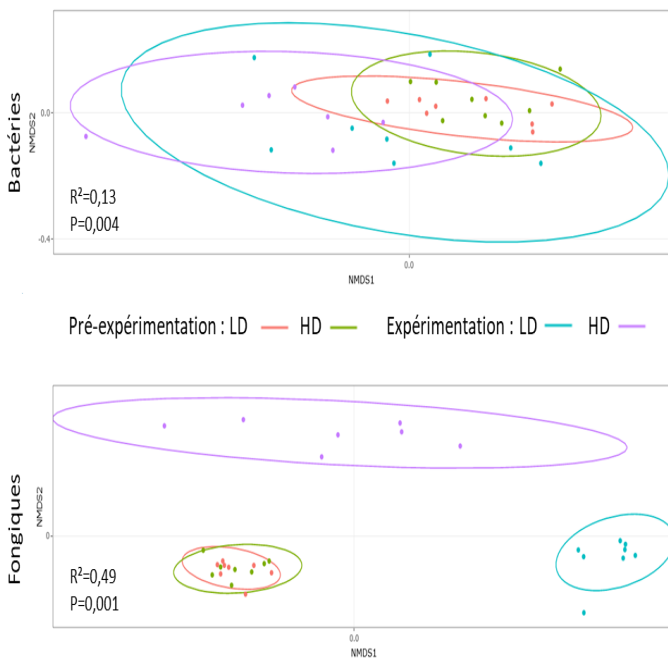 Bactéries
NMDS2
0.0
-0.4
R²=0,13
P=0,004
0.0
NMDS1
Pré-expérimentation : LD HD Expérimentation : LD HD
Fongiques
NMDS2
0
R²=0,49
P=0,001
0.0
NMDS1